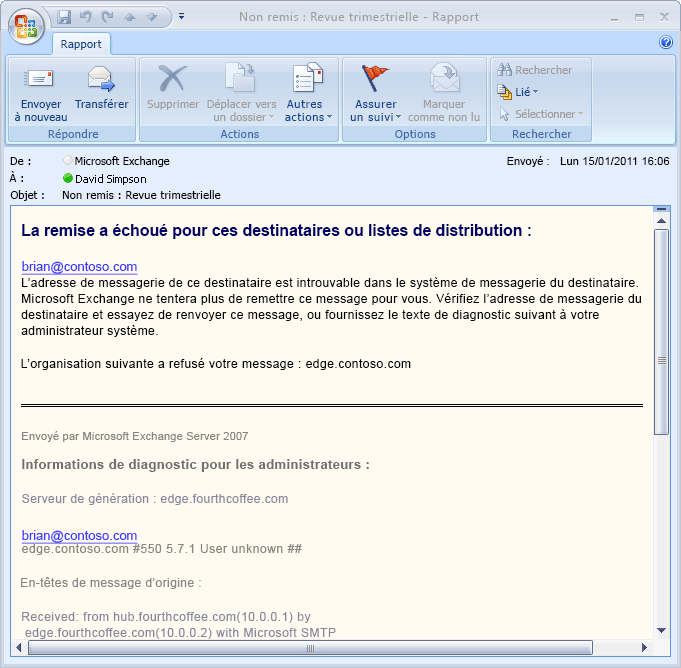 Non remis : Revue trimestrielle - Rapport
Rapport
Envoyer à nouveau
Transférer
Répondre
Supprimer
Déplacer vers un dossier
Autres actions
Actions
Assurer un suivi
Marquer comme non lu
Options
Rechercher
Lié
Sélectionner
Rechercher
De : Microsoft Exchange Envoyé : Lun 15/01/2011 16:06
À : David Simpson
Objet : Non remis : Revue trimestrielle
La remise a échoué pour ces destinataires ou listes de distribution :
brian@contoso.com
L’adresse de messagerie de ce destinataire est introuvable dans le système de messagerie du destinataire.
Microsoft Exchange ne tentera plus de remettre ce message pour vous. Vérifiez l’adresse de messagerie du
destinataire et essayez de renvoyer ce message, ou fournissez le texte de diagnostic suivant à votre
administrateur système.
L’organisation suivante a refusé votre message : edge.contoso.com
Envoyé par Microsoft Exchange Server 2007
Informations de diagnostic pour les administrateurs :
Serveur de génération : edge.fourthcoffee.com
brian@contoso.com
edge.contoso.com #550 5.7.1 User unknown ##
En-têtes de message d’origine :
Received: from hub.fourthcoffee.com(10.0.0.1) by
edge.fourthcoffee.com(10.0.0.2) with Microsoft SMTP